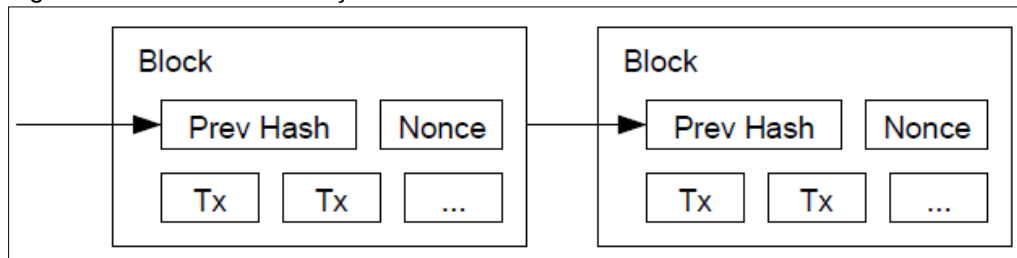 Block
Block
Prev Hash
Nonce
Prev Hash
Nonce
Tx
Tx
...
Tx
Tx
...